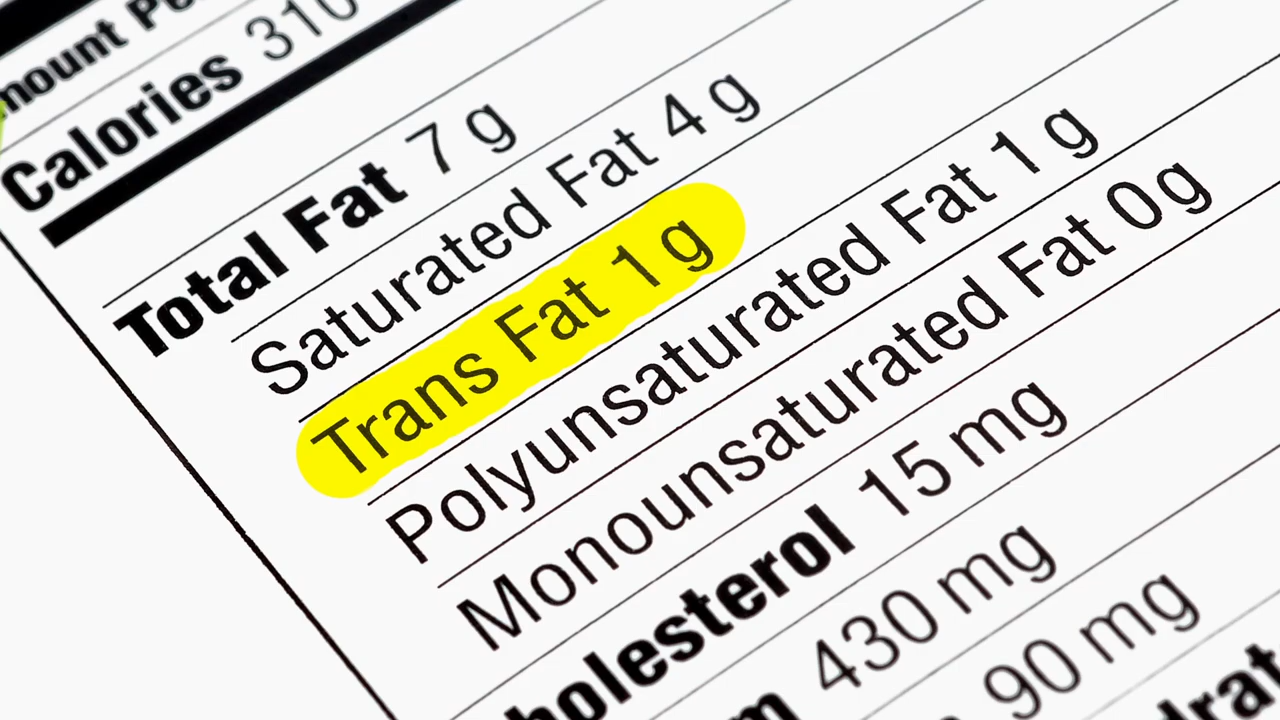 Calories 310
Total Fat 7 g
Saturated Fat 4 g
Trans Fat 1 g
Polyunsaturated Fat 1 g
Monounsaturated Fat 0g
holesterol 15 mg
430 mg
90 mg